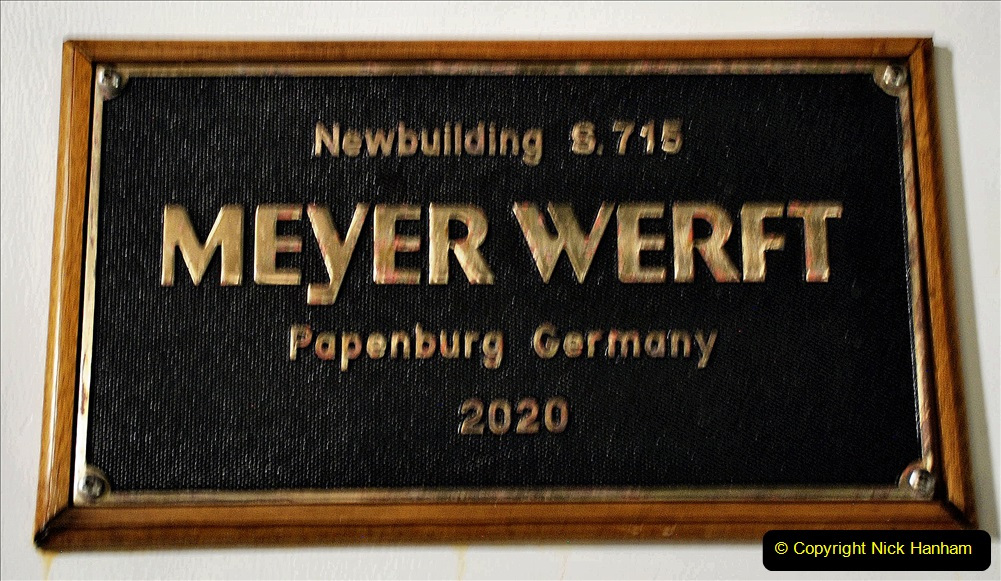 Newbuilding S.715
MEYER WERFT
Papenburg Germany
2020
© Copyright Nick Hanham